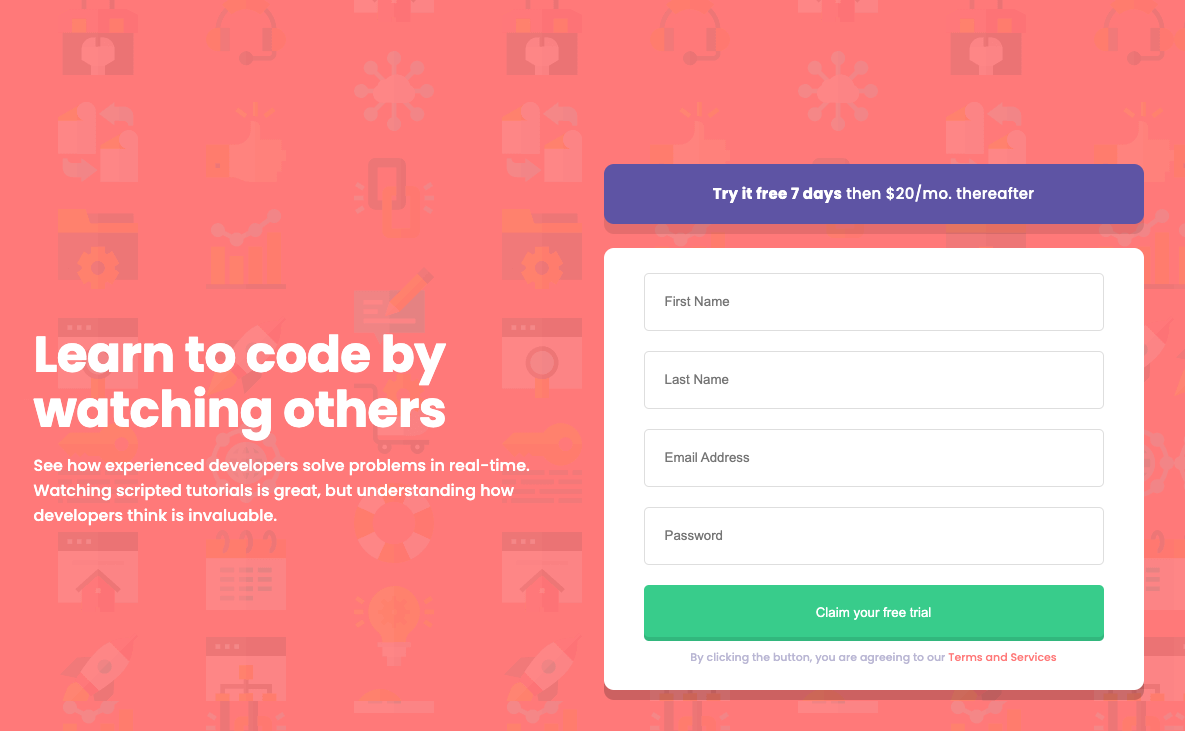 Try it free 7 days then $20/mo. thereafter
Learn to code by
watching others
See how experienced developers solve problems in real-time.
Watching scripted tutorials is great, but understanding how
developers think is invaluable.
First Name
Last Name
Email Address
Password
Claim your free trial
By clicking the button, you are agreeing to our Terms and Services